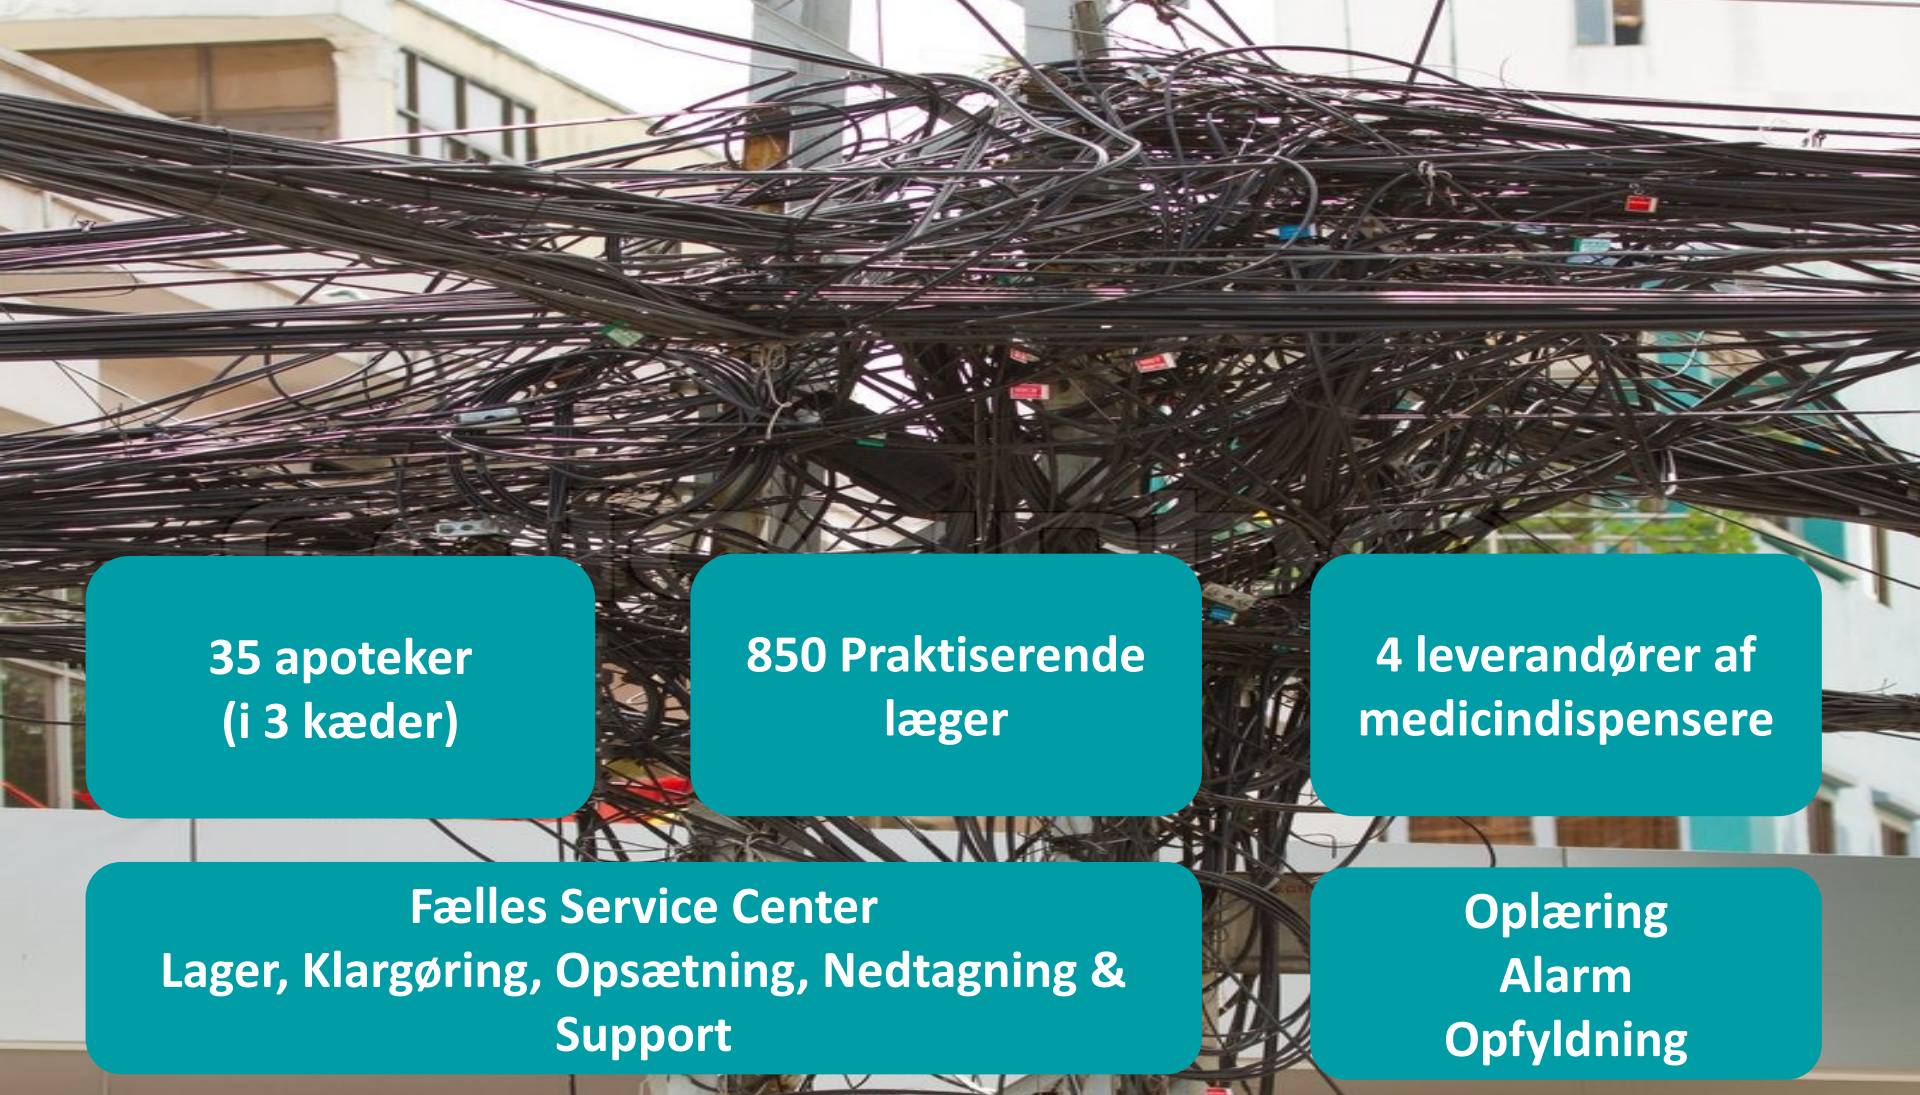 35 apoteker
(i 3 kæder)
850 Praktiserende
læger
4 leverandører af
medicindispensere
Fælles Service Center
Lager, Klargøring, Opsætning, Nedtagning &
Support
Oplæring
Alarm
Opfyldning